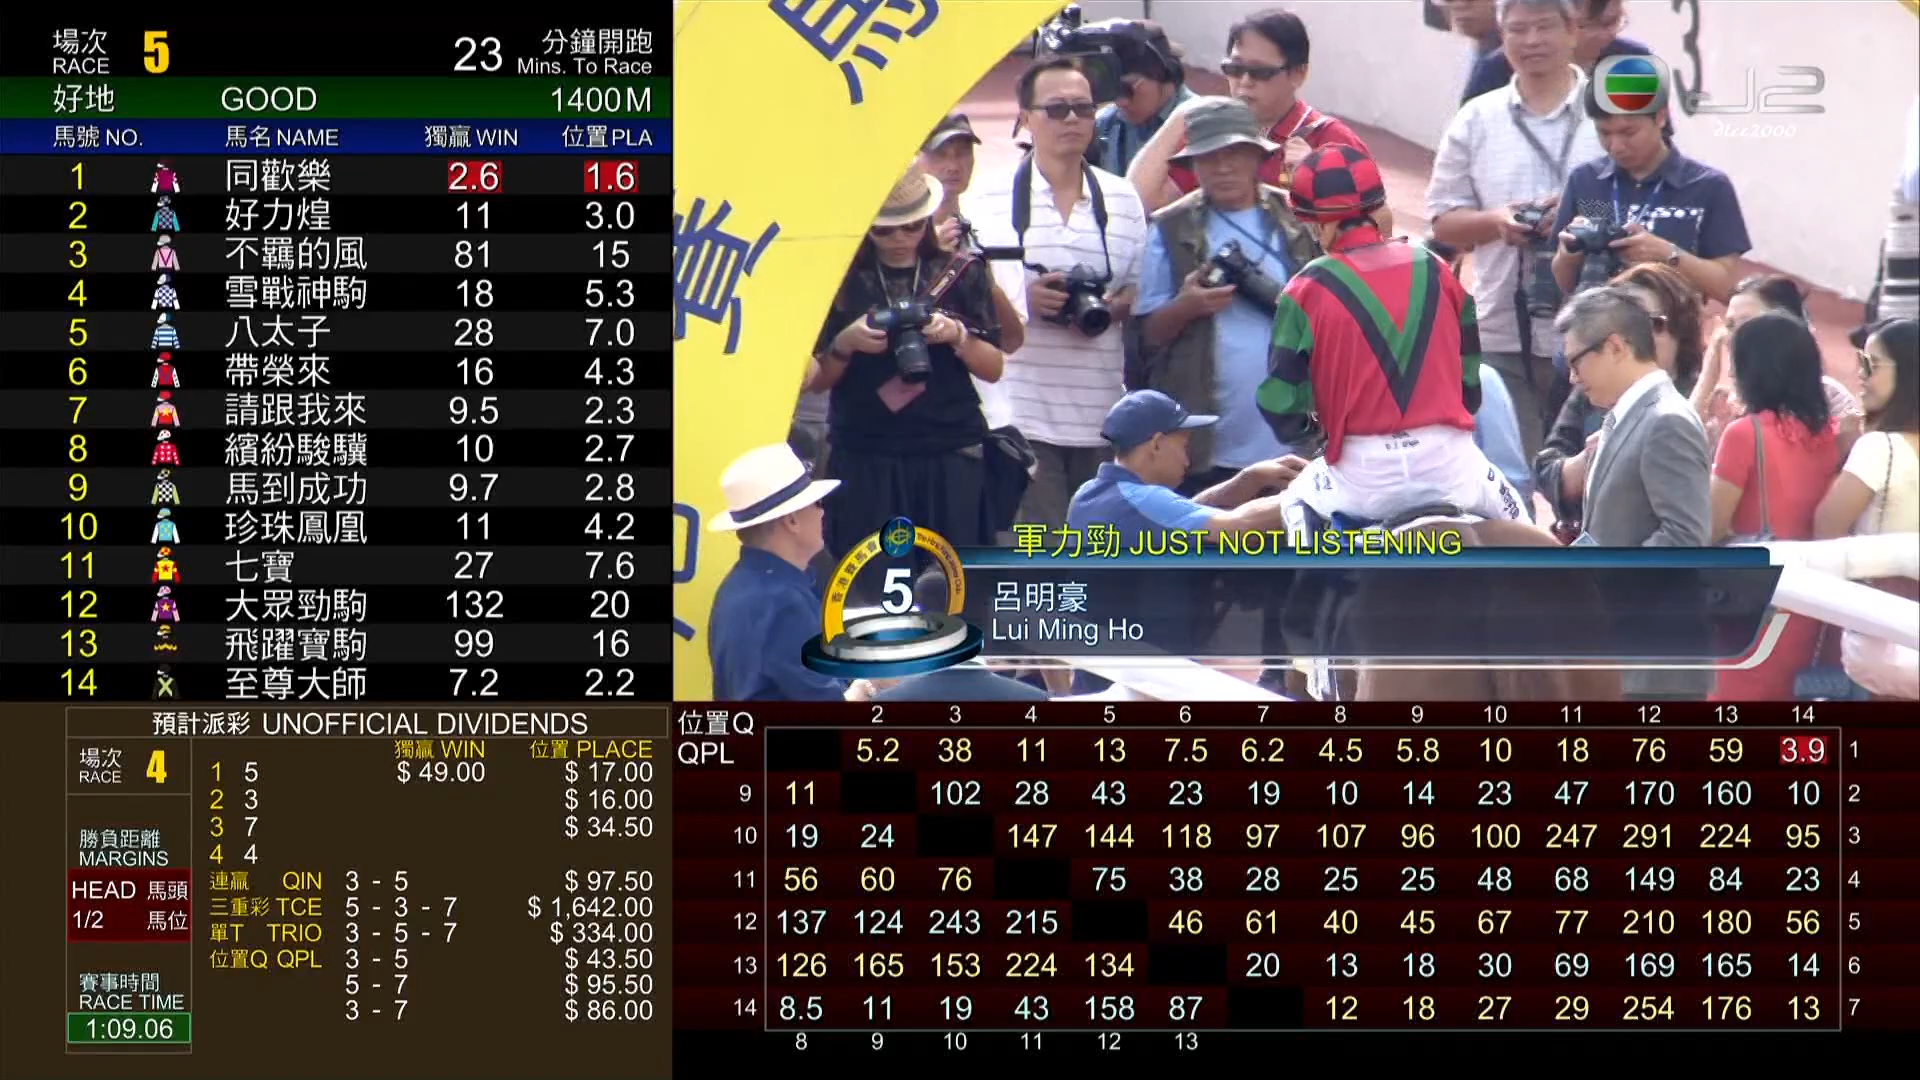 場次 RACE 5 23 分鐘開跑 Mins. To Race
好地 GOOD 1400M
馬號 NO. 馬名 NAME 獨贏 WIN 位置 PLA
1 同歡樂 2.6 1.6
2 好力煌 11 3.0
3 不羈的風 81 15
4 雪戰神駒 18 5.3
5 八太子 28 7.0
6 帶榮來 16 4.3
7 請跟我來 9.5 2.3
8 繽紛駿驥 10 2.7
9 馬到成功 9.7 2.8
10 珍珠鳳凰 11 4.2
11 七寶 27 7.6
12 大眾勁駒 132 20
13 飛躍寶駒 99 16
14 至尊大師 7.2 2.2
J2
dlcc2000
軍力勁 JUST NOT LISTENING
5
呂明豪
Lui Ming Ho
預計派彩 UNOFFICIAL DIVIDENDS
場次 RACE 4
獨贏 WIN 位置 PLACE
1 5 $ 49.00 $ 17.00
2 3 $ 16.00
3 7 $ 34.50
4 4
勝負距離
MARGINS
HEAD 馬頭
1/2 馬位
賽事時間
RACE TIME
1:09.06
連贏 QIN 3 - 5 $ 97.50
三重彩 TCE 5 - 3 - 7 $ 1,642.00
單T TRIO 3 - 5 - 7 $ 334.00
位置Q QPL 3 - 5 $ 43.50
5 - 7 $ 95.50
3 - 7 $ 86.00
位置Q
QPL
2 3 4 5 6 7 8 9 10 11 12 13 14
5.2 38 11 13 7.5 6.2 4.5 5.8 10 18 76 59 3.9 1
9 11 102 28 43 23 19 10 14 23 47 170 160 10 2
10 19 24 147 144 118 97 107 96 100 247 291 224 95 3
11 56 60 76 75 38 28 25 25 48 68 149 84 23 4
12 137 124 243 215 46 61 40 45 67 77 210 180 56 5
13 126 165 153 224 134 20 13 18 30 69 169 165 14 6
14 8.5 11 19 43 158 87 12 18 27 29 254 176 13 7
8 9 10 11 12 13